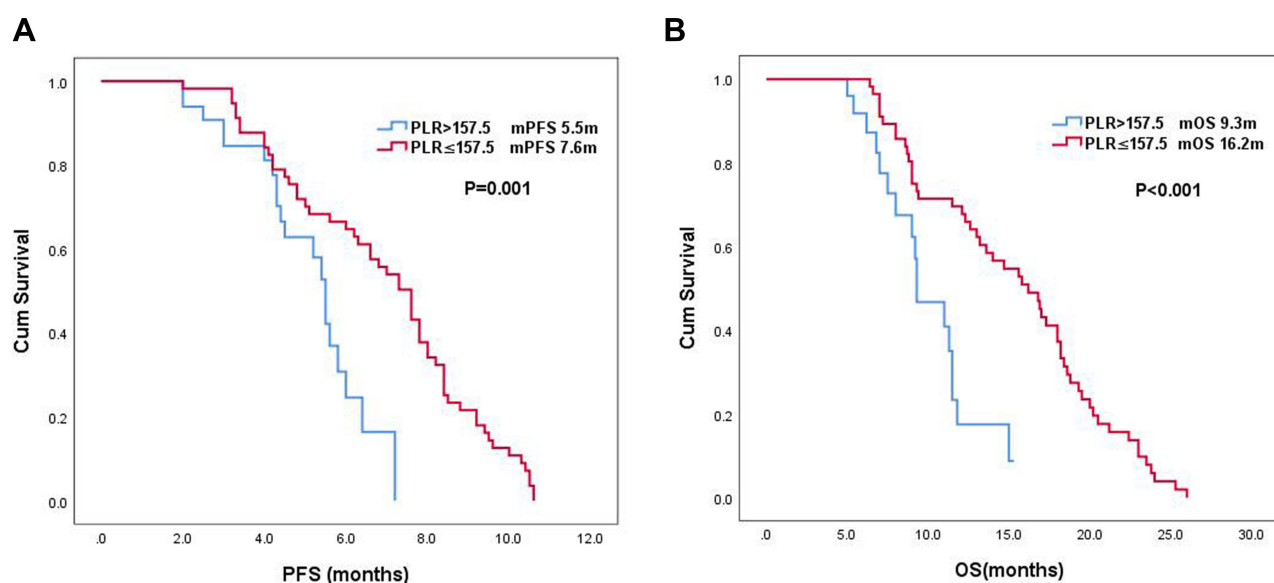 A
Cum Survival
1.0
0.8
0.6
0.4
0.2
0.0
PLR>157.5 mPFS 5.5m
PLR≤157.5 mPFS 7.6m
P=0.001
.0 2.0 4.0 6.0 8.0 10.0 12.0
PFS (months)
B
Cum Survival
1.0
0.8
0.6
0.4
0.2
0.0
PLR>157.5 mOS 9.3m
PLR≤157.5 mOS 16.2m
P<0.001
.0 5.0 10.0 15.0 20.0 25.0 30.0
OS(months)